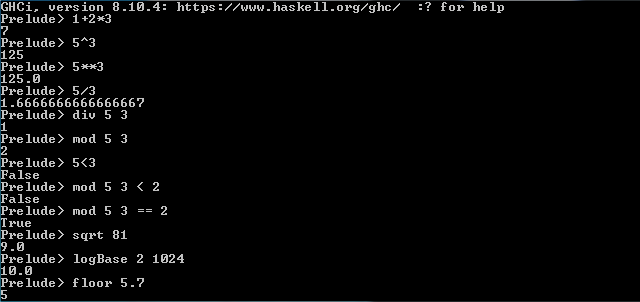 GHCi, version 8.10.4: https://www.haskell.org/ghc/  :? for help
Prelude> 1+2*3
7
Prelude> 5^3
125
Prelude> 5**3
125.0
Prelude> 5/3
1.6666666666666667
Prelude> div 5 3
1
Prelude> mod 5 3
2
Prelude> 5<3
False
Prelude> mod 5 3 < 2
False
Prelude> mod 5 3 == 2
True
Prelude> sqrt 81
9.0
Prelude> logBase 2 1024
10.0
Prelude> floor 5.7
5